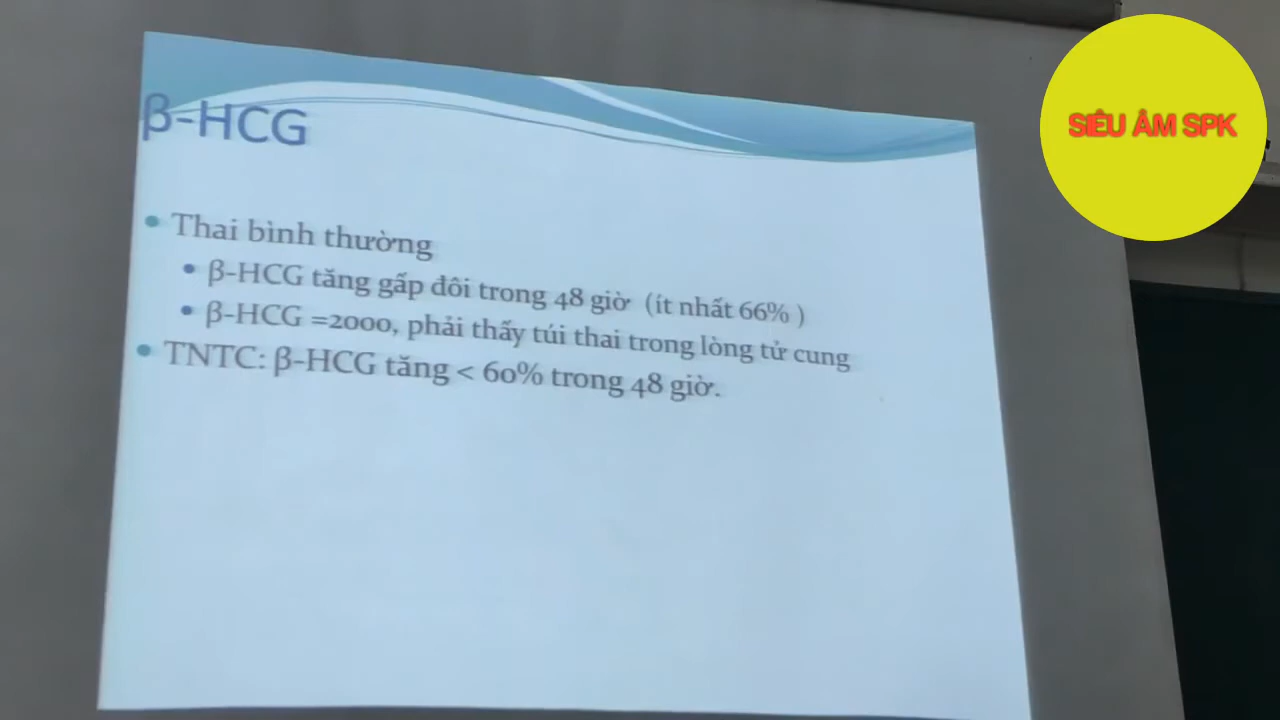 β-HCG
Thai bình thường
β-HCG tăng gấp đôi trong 48 giờ (ít nhất 66% )
β-HCG =2000, phải thấy túi thai trong lòng tử cung
TNTC: β-HCG tăng < 60% trong 48 giờ.
SIÊU ÂM SPK